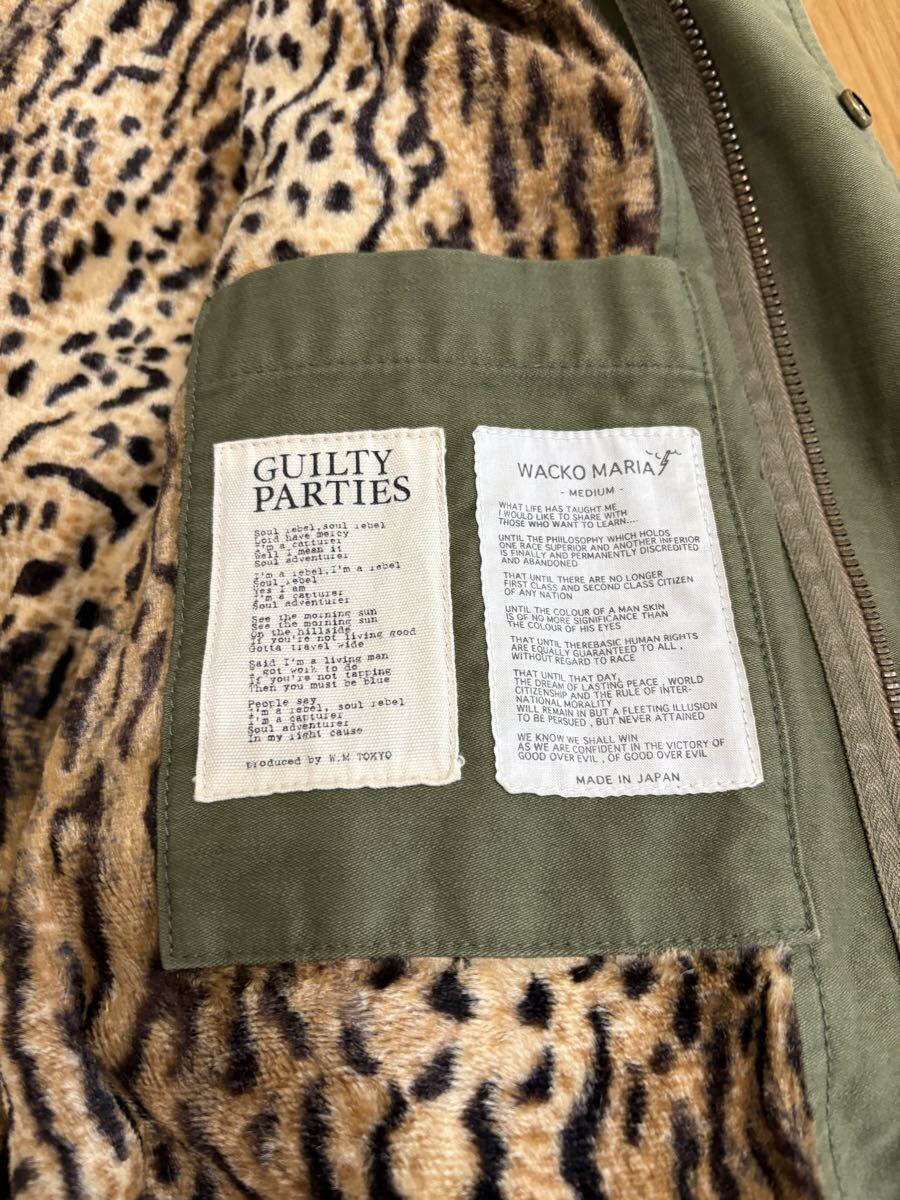 GUILTY
PARTIES
Soul rebel, soul rebel
Lord have mercy
I'm a capturer
Well I mean it
Soul adventurer
I'm a rebel, I'm a rebel
Soul rebel
Yes I am
I'm a capturer
Soul adventurer
See the morning sun
See the morning sun
On the hillside
If you're not living good
Gotta travel wide
Said I'm a living man
I got work to do
If you're not tapping
Then you must be blue
People say
I'm a rebel, soul rebel
I'm a capturer
Soul adventurer
In my right cause
produced by W.M TOKYO
WACKO MARIA
- MEDIUM -
WHAT LIFE HAS TAUGHT ME
I WOULD LIKE TO SHARE WITH
THOSE WHO WANT TO LEARN....
UNTIL THE PHILOSOPHY WHICH HOLDS
ONE RACE SUPERIOR AND ANOTHER INFERIOR
IS FINALLY AND PERMANENTLY DISCREDITED
AND ABANDONED
THAT UNTIL THERE ARE NO LONGER
FIRST CLASS AND SECOND CLASS CITIZEN
OF ANY NATION
UNTIL THE COLOUR OF A MAN SKIN
IS OF NO MORE SIGNIFICANCE THAN
THE COLOUR OF HIS EYES
THAT UNTIL THEREBASIC HUMAN RIGHTS
ARE EQUALLY GUARANTEED TO ALL ,
WITHOUT REGARD TO RACE
THAT UNTIL THAT DAY
THE DREAM OF LASTING PEACE , WORLD
CITIZENSHIP AND THE RULE OF INTER-
NATIONAL MORALITY
WILL REMAIN IN BUT A FLEETING ILLUSION
TO BE PERSUED , BUT NEVER ATTAINED
WE KNOW WE SHALL WIN
AS WE ARE CONFIDENT IN THE VICTORY OF
GOOD OVER EVIL , OF GOOD OVER EVIL
MADE IN JAPAN